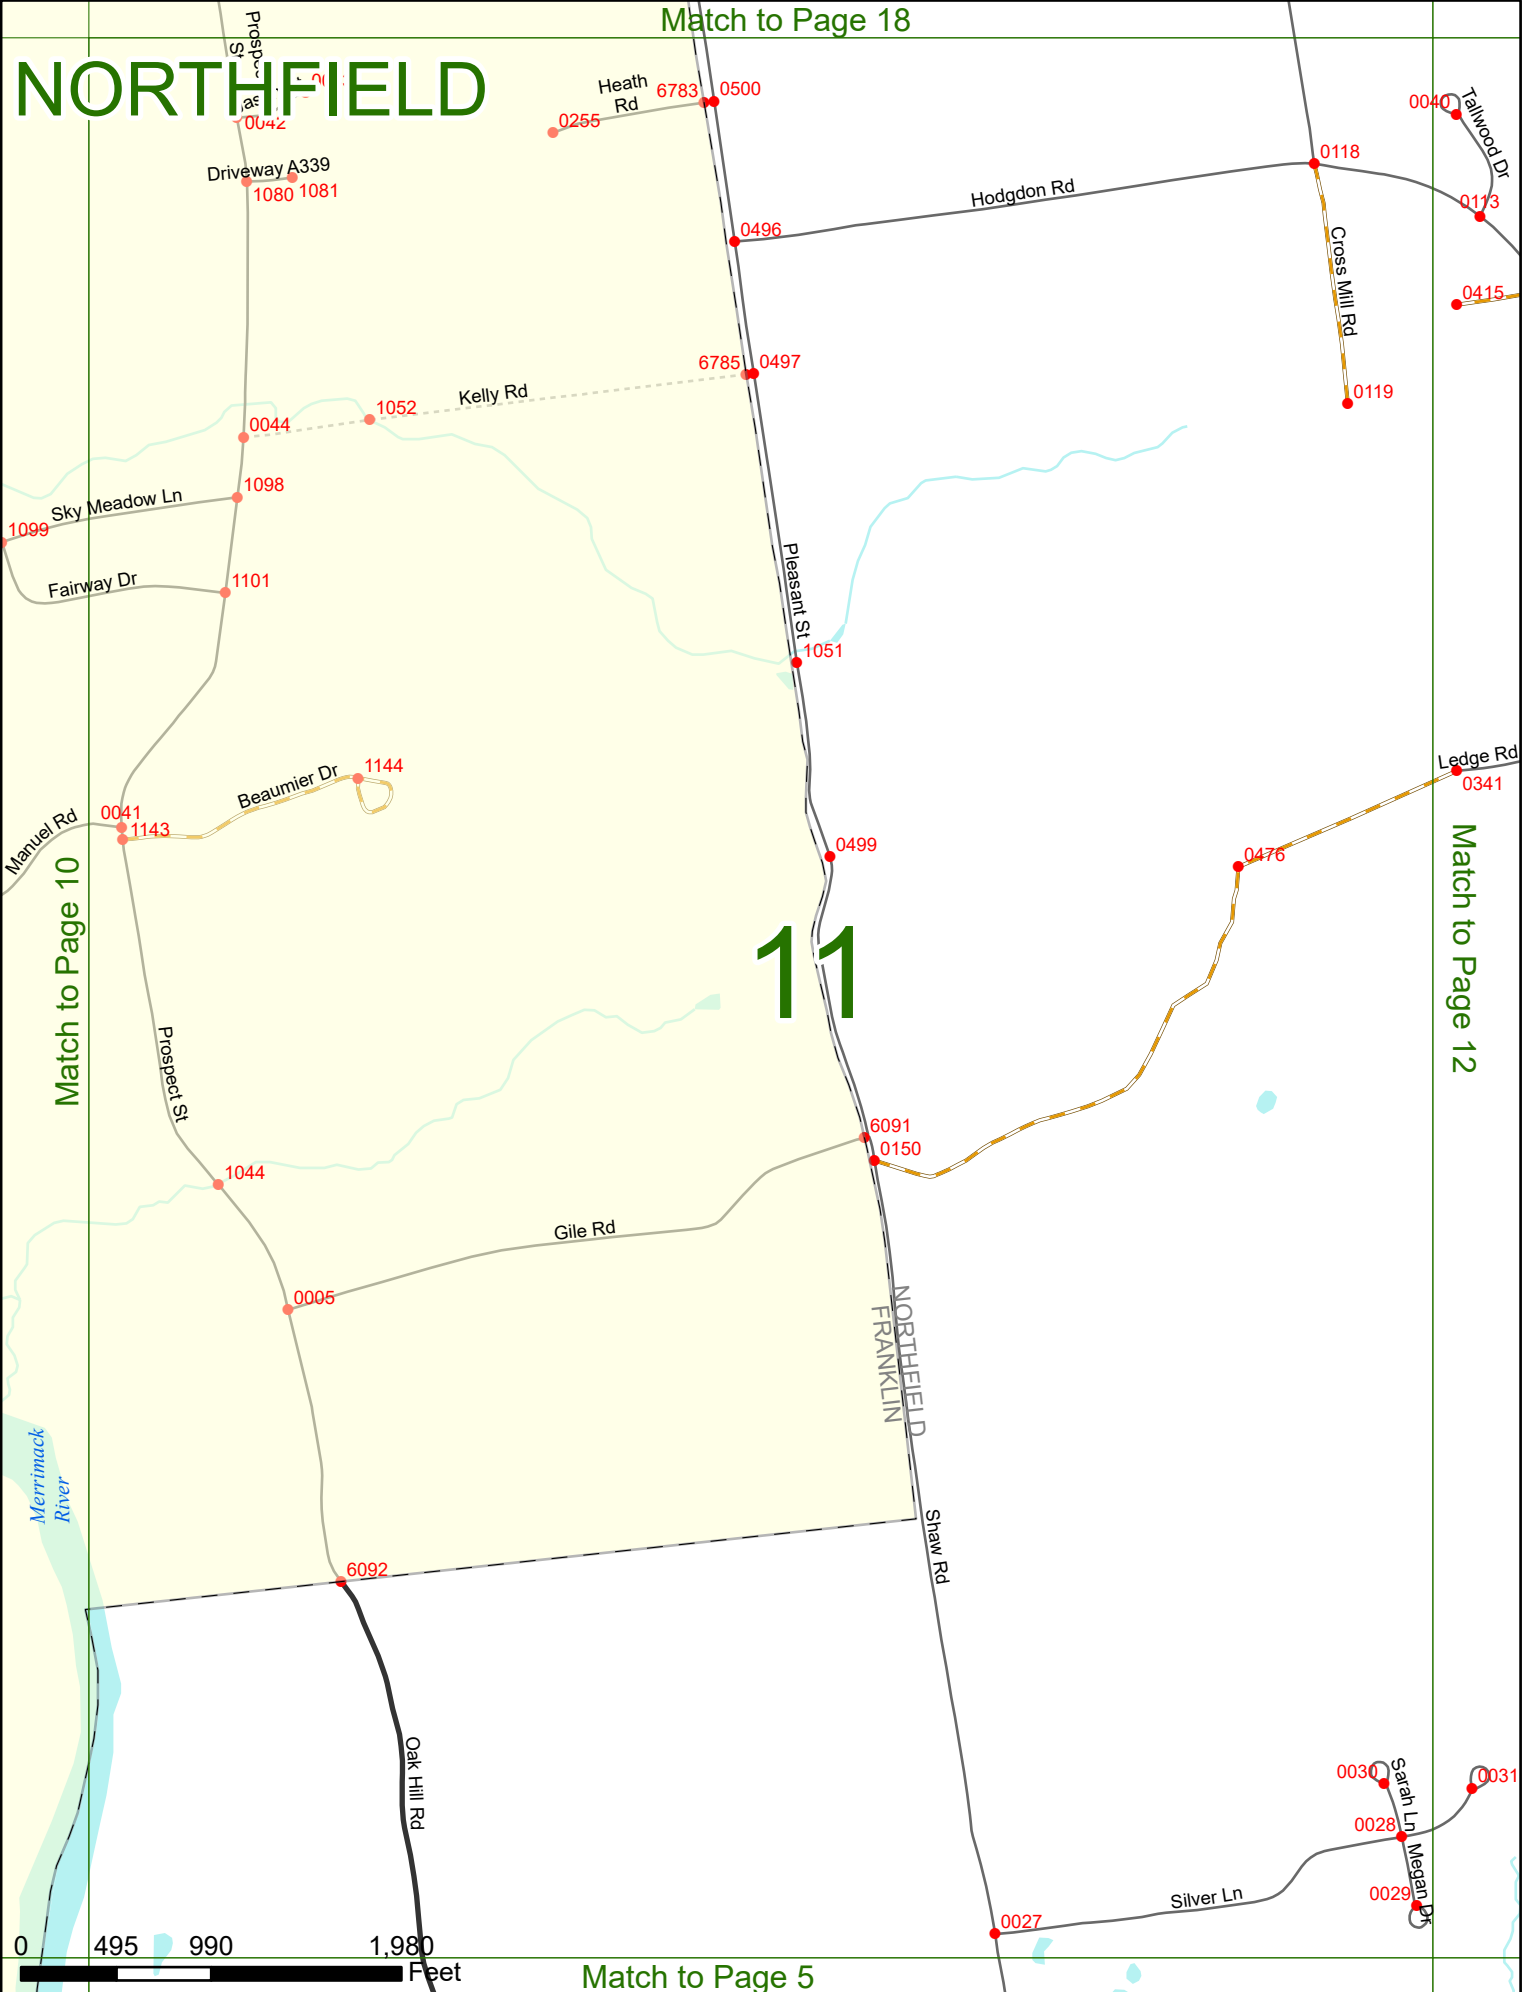 Match to Page 18
NORTHFIELD
0042
Heath
Rd
6783
0500
0255
0040
Tallwood Dr
0118
Driveway A339
1080
1081
Hodgdon Rd
0113
0496
Cross Mill Rd
0415
6785
0497
Kelly Rd
0119
1052
0044
1098
Sky Meadow Ln
1099
Fairway Dr
1101
Pleasant St
1051
Ledge Rd
0341
1144
Beaumier Dr
0041
1143
Manuel Rd
0499
0476
Match to Page 10
Match to Page 12
11
Prospect St
6091
0150
1044
Gile Rd
0005
NORTHFIELD
FRANKLIN
Merrimack
River
Shaw Rd
6092
Oak Hill Rd
0030
Sarah Ln
0031
0028
Megan Dr
0029
Silver Ln
0027
0
495
990
1,980
Feet
Match to Page 5